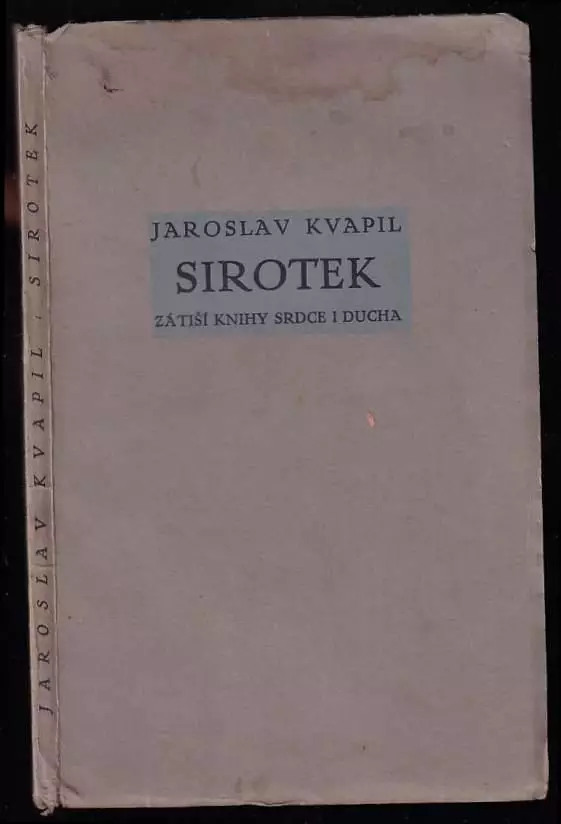 JAROSLAV KVAPIL
SIROTEK
ZÁTIŠÍ KNIHY SRDCE I DUCHA
JAROSLAV KVAPIL · SIROTEK